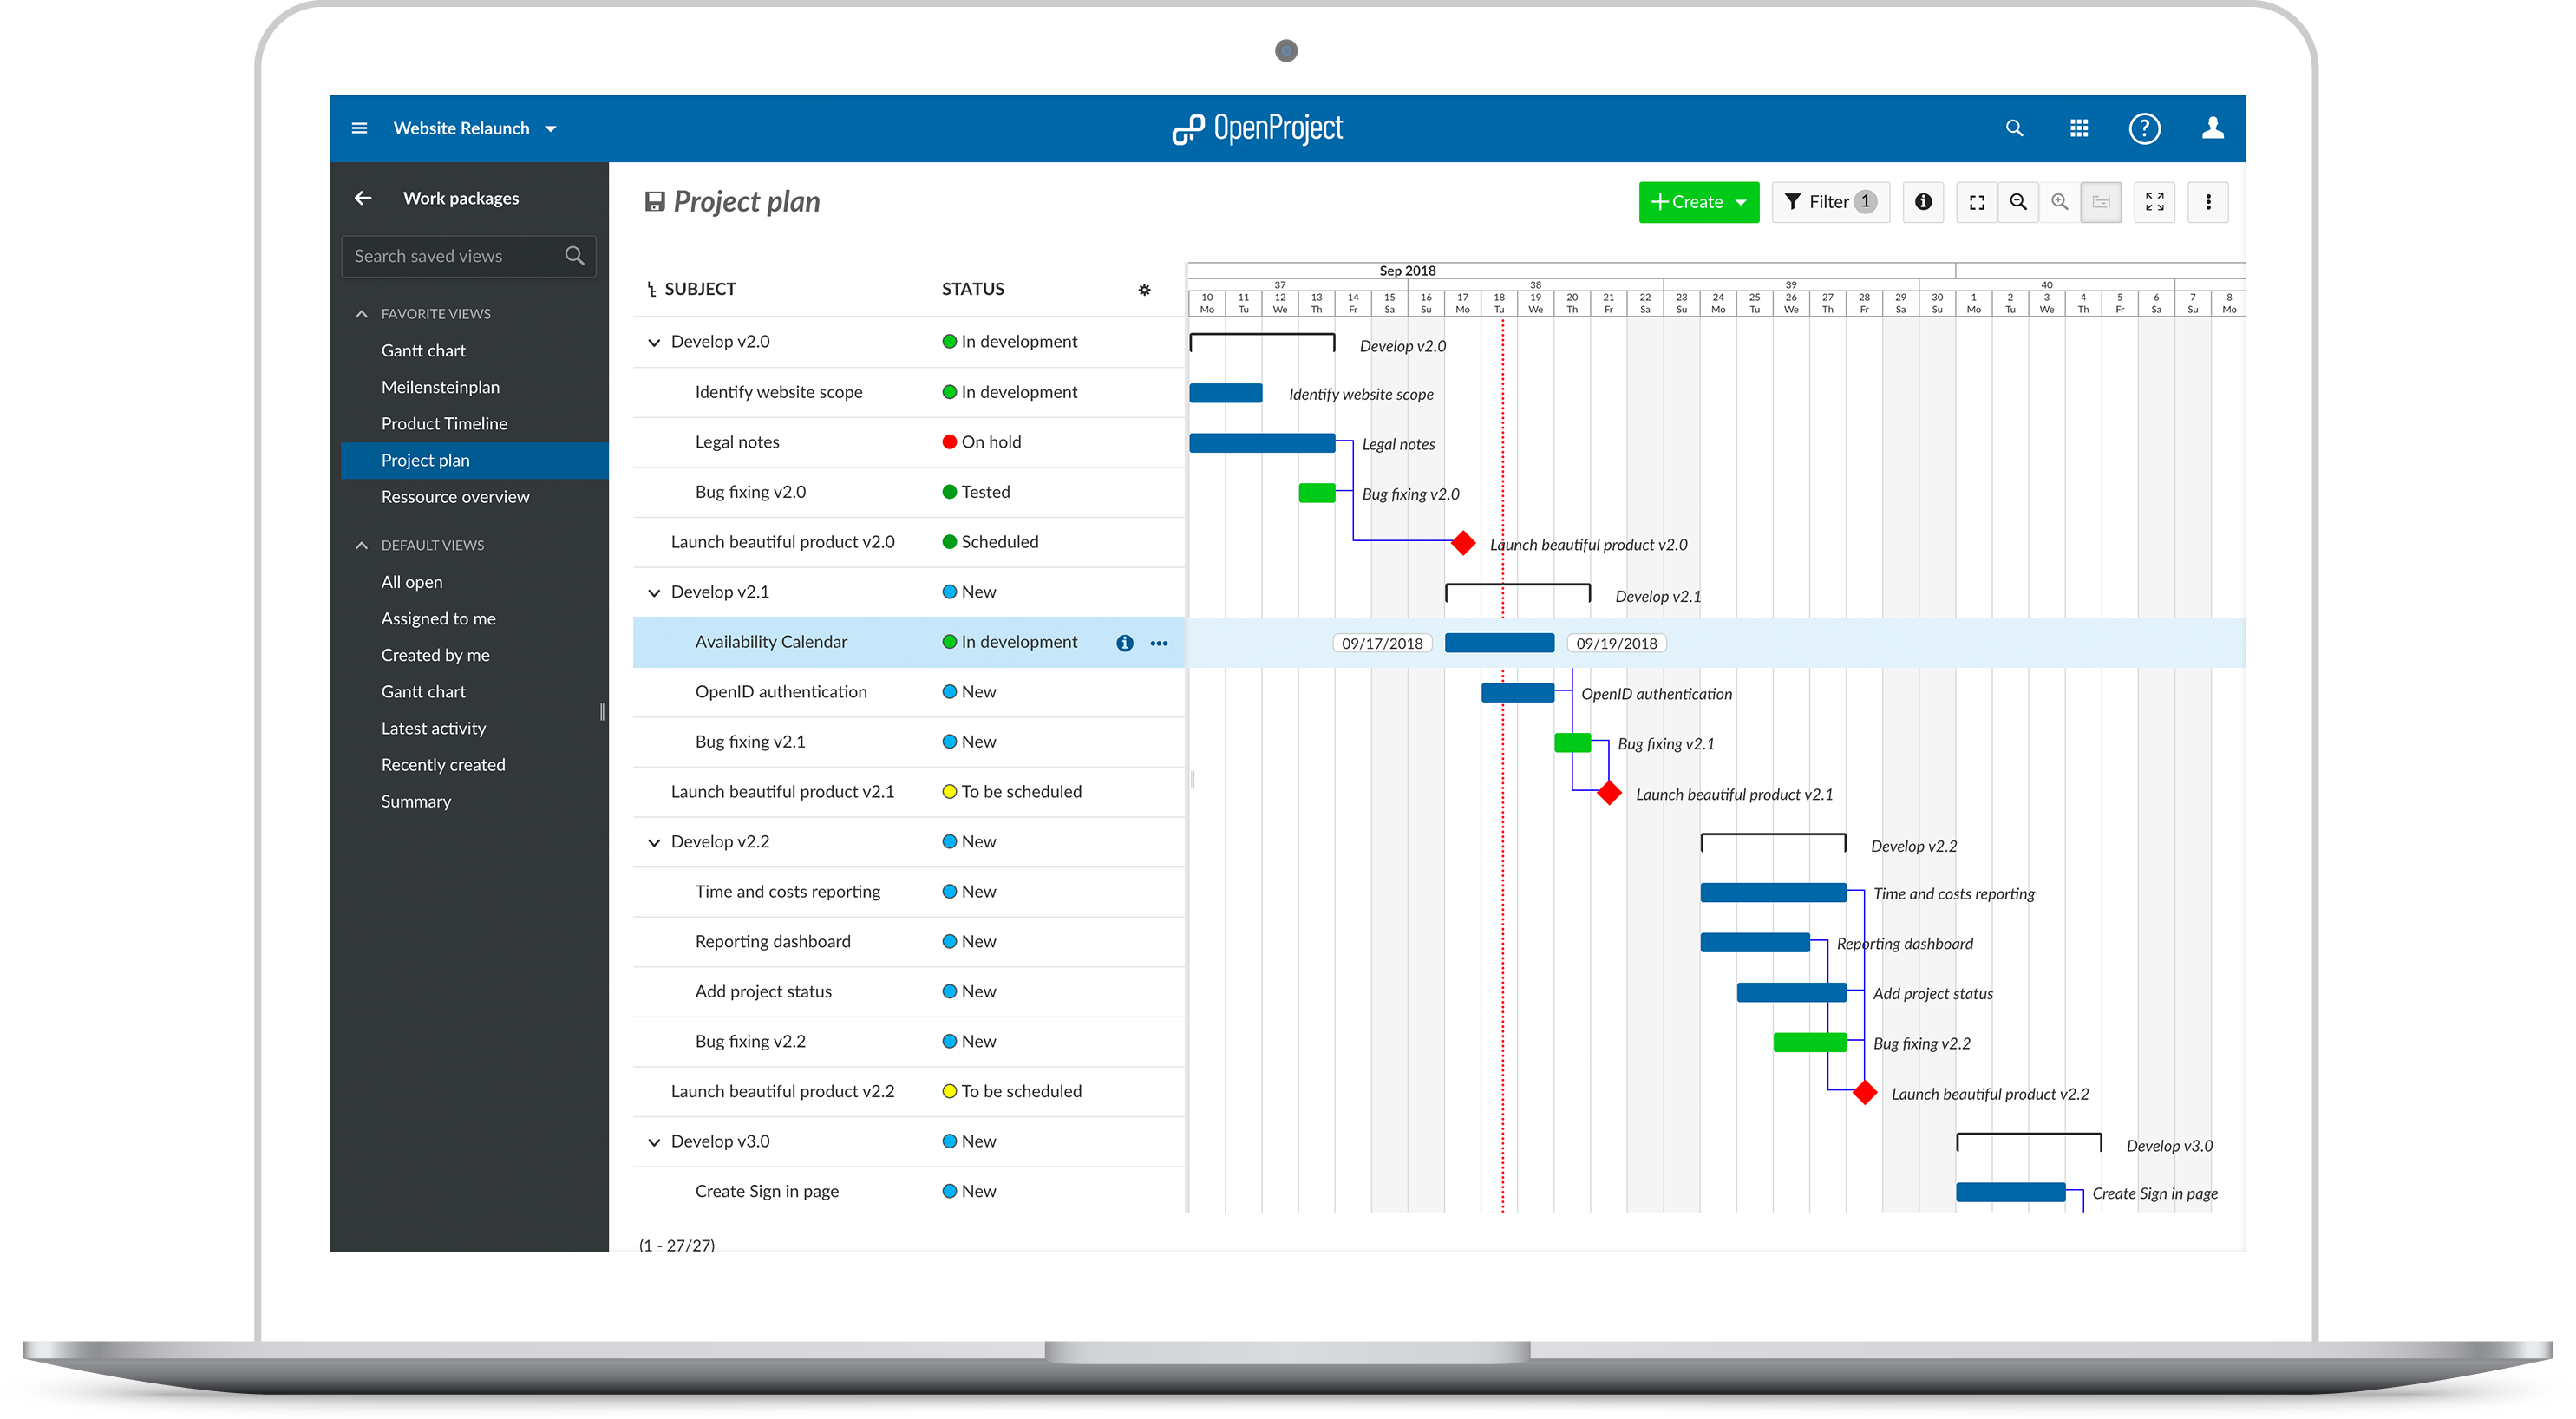 Website Relaunch
OpenProject
Work packages
Search saved views
FAVORITE VIEWS
Gantt chart
Meilensteinplan
Product Timeline
Project plan
Ressource overview
DEFAULT VIEWS
All open
Assigned to me
Created by me
Gantt chart
Latest activity
Recently created
Summary
Project plan
+ Create
Filter 1
SUBJECT STATUS
Develop v2.0 In development
Identify website scope In development
Legal notes On hold
Bug fixing v2.0 Tested
Launch beautiful product v2.0 Scheduled
Develop v2.1 New
Availability Calendar In development
OpenID authentication New
Bug fixing v2.1 New
Launch beautiful product v2.1 To be scheduled
Develop v2.2 New
Time and costs reporting New
Reporting dashboard New
Add project status New
Bug fixing v2.2 New
Launch beautiful product v2.2 To be scheduled
Develop v3.0 New
Create Sign in page New
(1 - 27/27)
Sep 2018
37 38 39 40
10 11 12 13 14 15 16 17 18 19 20 21 22 23 24 25 26 27 28 29 30 1 2 3 4 5 6 7 8
Mo Tu We Th Fr Sa Su Mo Tu We Th Fr Sa Su Mo Tu We Th Fr Sa Su Mo Tu We Th Fr Sa Su Mo
Develop v2.0
Identify website scope
Legal notes
Bug fixing v2.0
Launch beautiful product v2.0
Develop v2.1
09/17/2018 09/19/2018
OpenID authentication
Bug fixing v2.1
Launch beautiful product v2.1
Develop v2.2
Time and costs reporting
Reporting dashboard
Add project status
Bug fixing v2.2
Launch beautiful product v2.2
Develop v3.0
Create Sign in page